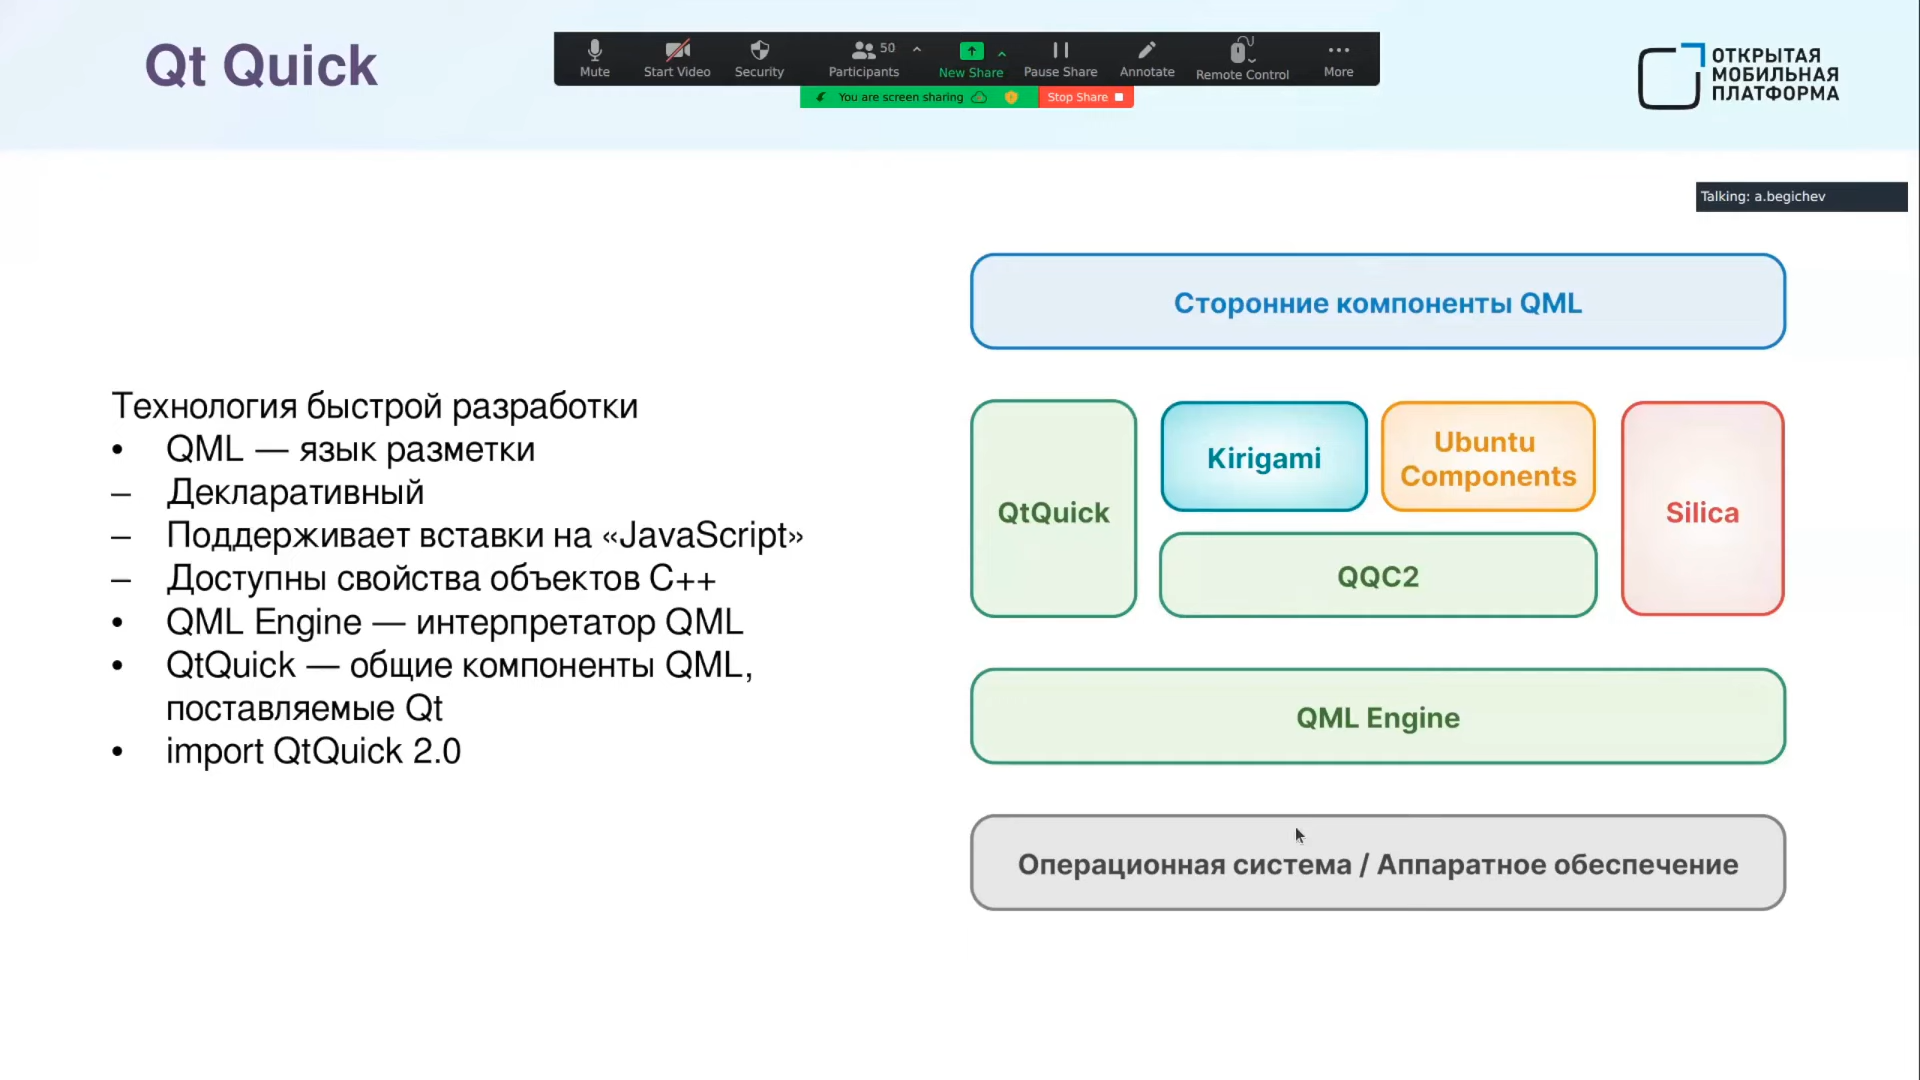 Qt Quick
Mute
Start Video
Security
Participants
50
New Share
Pause Share
Annotate
Remote Control
More
You are screen sharing
Stop Share
ОТКРЫТАЯ
МОБИЛЬНАЯ
ПЛАТФОРМА
Talking: a.begichev
Технология быстрой разработки
• QML — язык разметки
– Декларативный
– Поддерживает вставки на «JavaScript»
– Доступны свойства объектов C++
• QML Engine — интерпретатор QML
• QtQuick — общие компоненты QML,
поставляемые Qt
• import QtQuick 2.0
Сторонние компоненты QML
QtQuick
Kirigami
Ubuntu
Components
QQC2
Silica
QML Engine
Операционная система / Аппаратное обеспечение